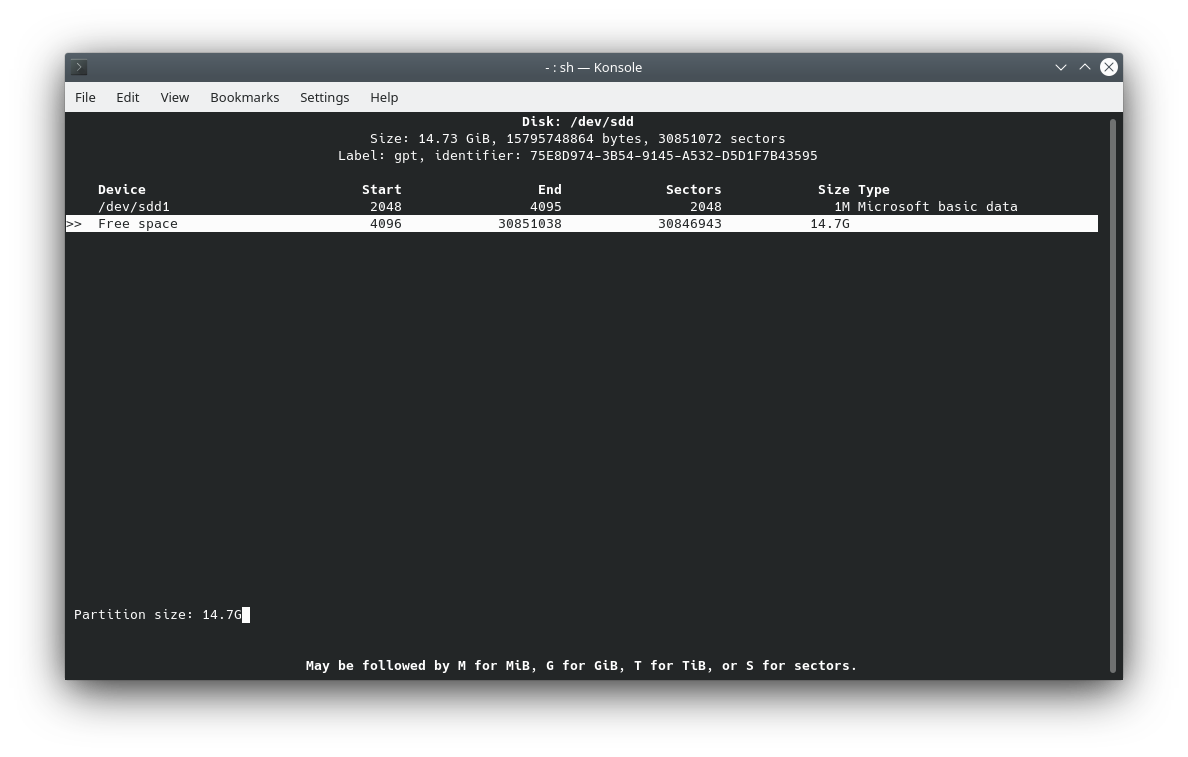 - : sh — Konsole
File Edit View Bookmarks Settings Help
Disk: /dev/sdd
Size: 14.73 GiB, 15795748864 bytes, 30851072 sectors
Label: gpt, identifier: 75E8D974-3B54-9145-A532-D5D1F7B43595
Device Start End Sectors Size Type
/dev/sdd1 2048 4095 2048 1M Microsoft basic data
>> Free space 4096 30851038 30846943 14.7G
Partition size: 14.7G
May be followed by M for MiB, G for GiB, T for TiB, or S for sectors.